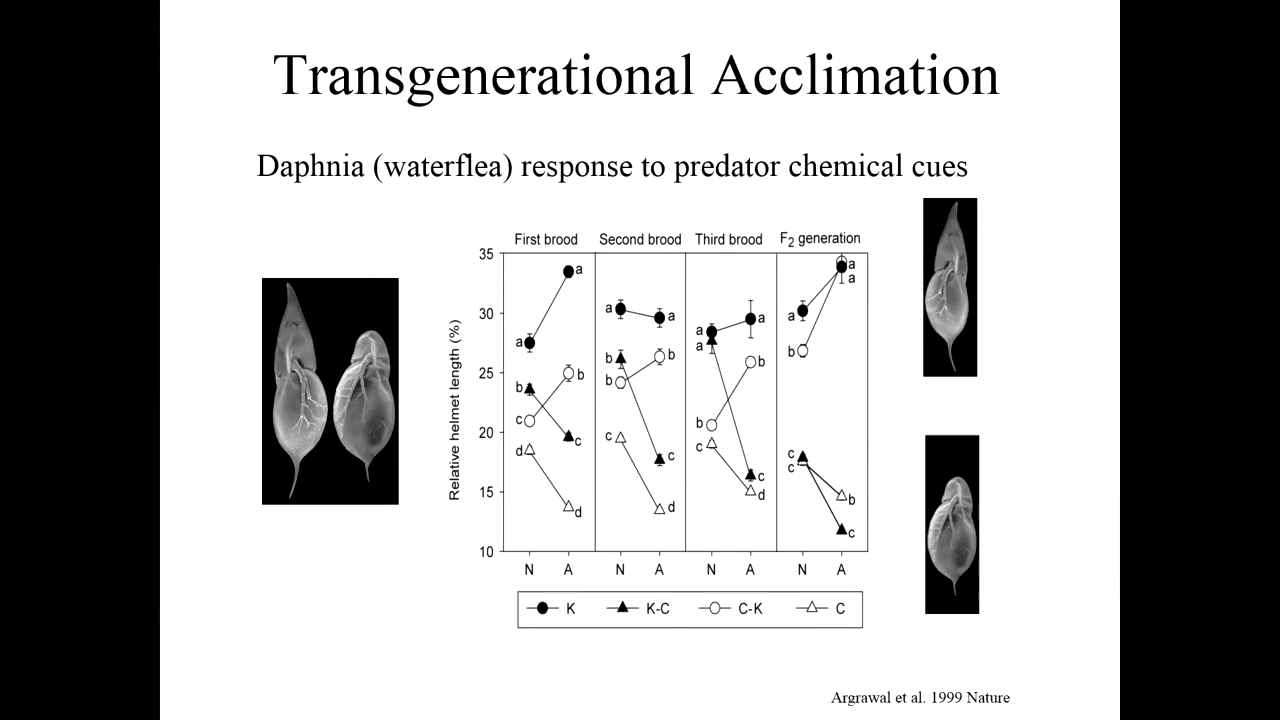 Transgenerational Acclimation
Daphnia (waterflea) response to predator chemical cues
First brood Second brood Third brood F₂ generation
Relative helmet length (%)
35
30
25
20
15
10
a a b b c c d d
a a b b b c c d
a a a b b c c d
a a a b c c b c
N A N A N A N A
K K-C C-K C
Argrawal et al. 1999 Nature